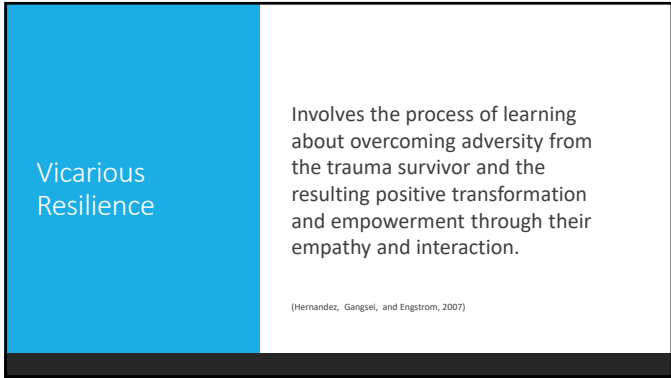 Vicarious
Resilience
Involves the process of learning
about overcoming adversity from
the trauma survivor and the
resulting positive transformation
and empowerment through their
empathy and interaction.
(Hernandez, Gangsei, and Engstrom, 2007)